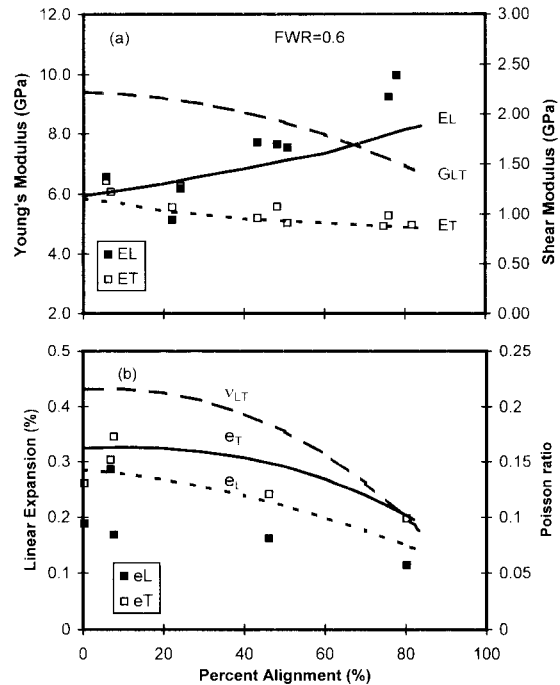 (a)
FWR=0.6
Young's Modulus (GPa)
12.0
10.0
8.0
6.0
4.0
2.0
Shear Modulus (GPa)
3.00
2.50
2.00
1.50
1.00
0.50
0.00
EL
GLT
ET
EL
ET
(b)
Linear Expansion (%)
0.5
0.4
0.3
0.2
0.1
0
Poisson ratio
0.25
0.20
0.15
0.10
0.05
0
νLT
eT
eL
eL
eT
0
20
40
60
80
100
Percent Alignment (%)